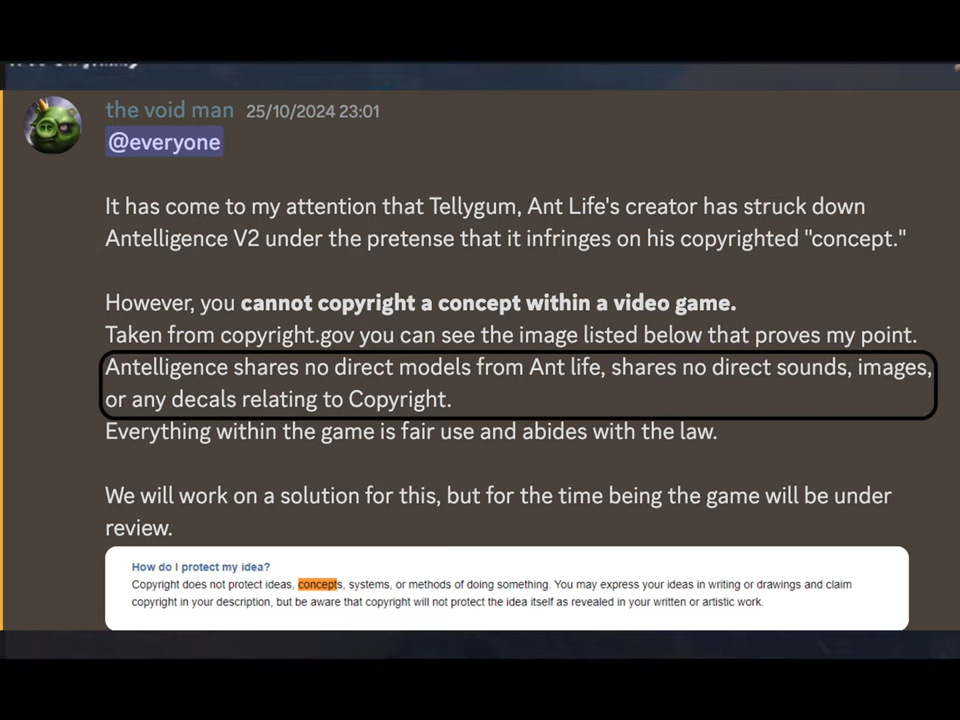 the void man 25/10/2024 23:01
@everyone
It has come to my attention that Tellygum, Ant Life's creator has struck down
Antelligence V2 under the pretense that it infringes on his copyrighted "concept."
However, you cannot copyright a concept within a video game.
Taken from copyright.gov you can see the image listed below that proves my point.
Antelligence shares no direct models from Ant life, shares no direct sounds, images,
or any decals relating to Copyright.
Everything within the game is fair use and abides with the law.
We will work on a solution for this, but for the time being the game will be under
review.
How do I protect my idea?
Copyright does not protect ideas, concepts, systems, or methods of doing something. You may express your ideas in writing or drawings and claim
copyright in your description, but be aware that copyright will not protect the idea itself as revealed in your written or artistic work.